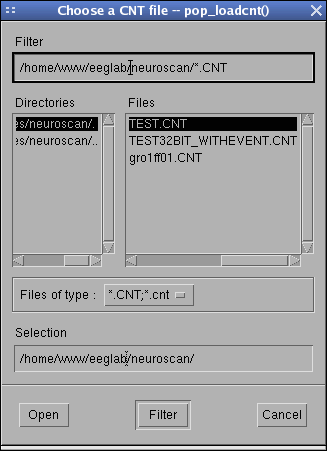 Choose a CNT file -- pop_loadcnt()
Filter
/home/www/eeglab/neuroscan/*.CNT
Directories Files
es/neuroscan/. TEST.CNT
es/neuroscan/.. TEST32BIT_WITHEVENT.CNT
gro1ff01.CNT
Files of type : *.CNT;*.cnt
Selection
/home/www/eeglab/neuroscan/
Open Filter Cancel